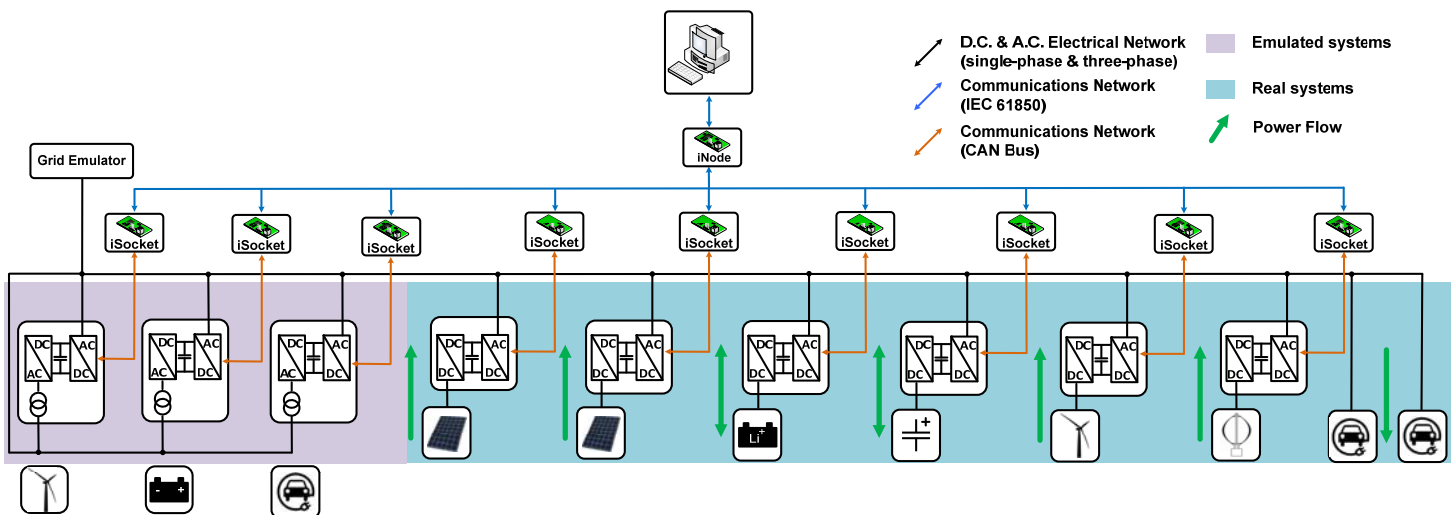 D.C. & A.C. Electrical Network
(single-phase & three-phase)
Communications Network
(IEC 61850)
Communications Network
(CAN Bus)
Emulated systems
Real systems
Power Flow
iNode
Grid Emulator
iSocket
iSocket
iSocket
iSocket
iSocket
iSocket
iSocket
iSocket
iSocket
DC AC
AC DC
DC AC
AC DC
DC AC
AC DC
DC AC
DC DC
DC AC
DC DC
DC AC
DC DC
DC AC
DC DC
DC AC
DC DC
DC AC
DC DC
Li +
+
- +